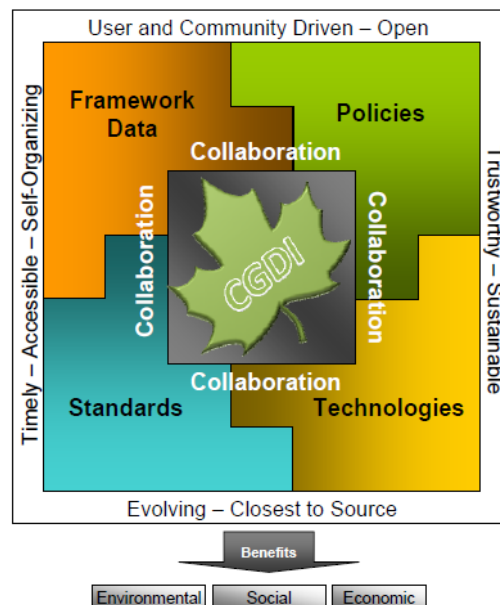 User and Community Driven – Open
Framework
Data
Policies
Collaboration
Timely – Accessible – Self-Organizing
Collaboration
CGDI
Collaboration
Trustworthy – Sustainable
Collaboration
Standards
Technologies
Evolving – Closest to Source
Benefits
Environmental
Social
Economic